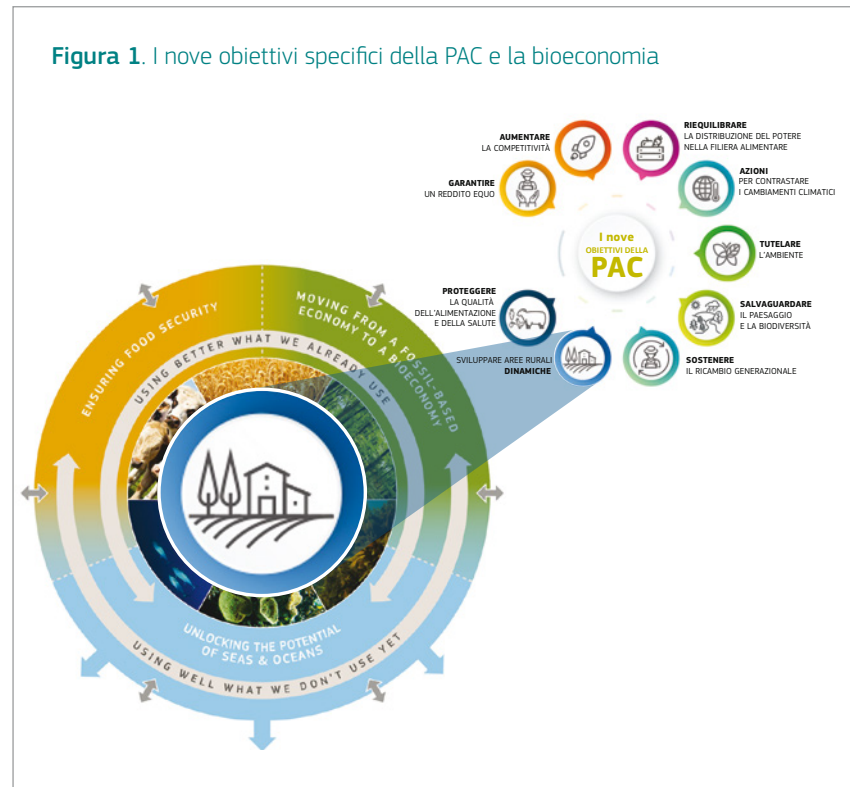 Figura 1. I nove obiettivi specifici della PAC e la bioeconomia
AUMENTARE
LA COMPETITIVITÀ
RIEQUILIBRARE
LA DISTRIBUZIONE DEL POTERE
NELLA FILIERA ALIMENTARE
GARANTIRE
UN REDDITO EQUO
AZIONI
PER CONTRASTARE
I CAMBIAMENTI CLIMATICI
I nove
OBIETTIVI DELLA
PAC
TUTELARE
L'AMBIENTE
PROTEGGERE
LA QUALITÀ
DELL'ALIMENTAZIONE
E DELLA SALUTE
SALVAGUARDARE
IL PAESAGGIO
E LA BIODIVERSITÀ
SVILUPPARE AREE RURALI
DINAMICHE
SOSTENERE
IL RICAMBIO GENERAZIONALE
ENSURING FOOD SECURITY
MOVING FROM A FOSSIL-BASED
ECONOMY TO A BIOECONOMY
USING BETTER WHAT WE ALREADY USE
UNLOCKING THE POTENTIAL
OF SEAS & OCEANS
USING WELL WHAT WE DON'T USE YET